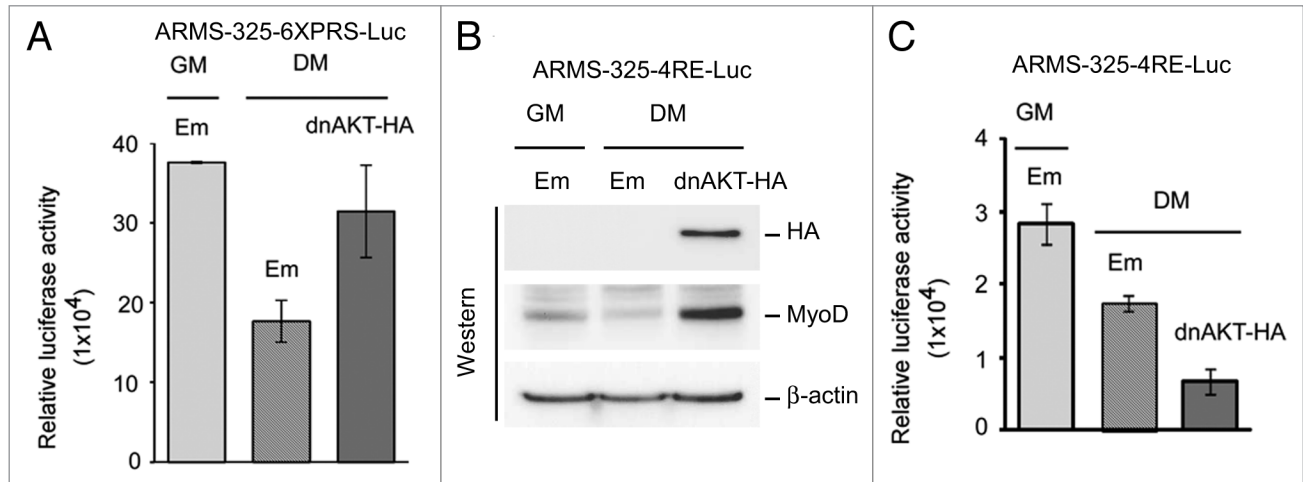 A
ARMS-325-6XPRS-Luc
GM DM
Em dnAKT-HA
Em
40
30
20
10
0
Relative luciferase activity
(1x10⁴)
B
ARMS-325-4RE-Luc
GM DM
Em Em dnAKT-HA
HA
MyoD
β-actin
Western
C
ARMS-325-4RE-Luc
GM
Em
DM
Em
dnAKT-HA
4
3
2
1
0
Relative luciferase activity
(1x10⁴)